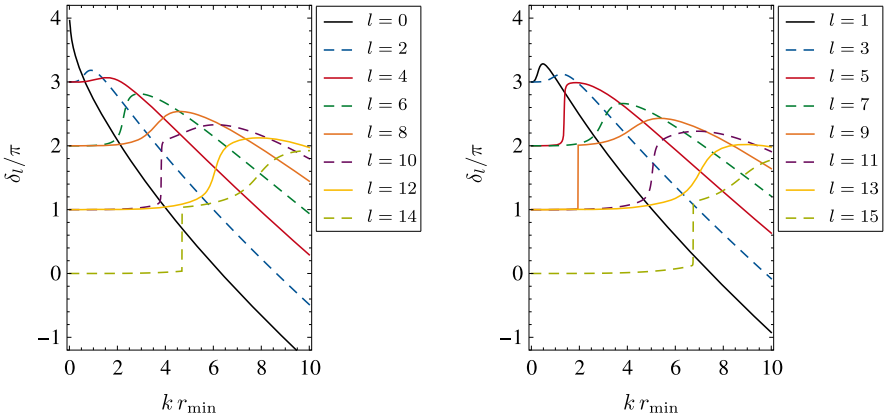 4
3
2
1
0
−1
δl/π
0
2
4
6
8
10
k rmin
l = 0
l = 2
l = 4
l = 6
l = 8
l = 10
l = 12
l = 14
4
3
2
1
0
−1
δl/π
0
2
4
6
8
10
k rmin
l = 1
l = 3
l = 5
l = 7
l = 9
l = 11
l = 13
l = 15